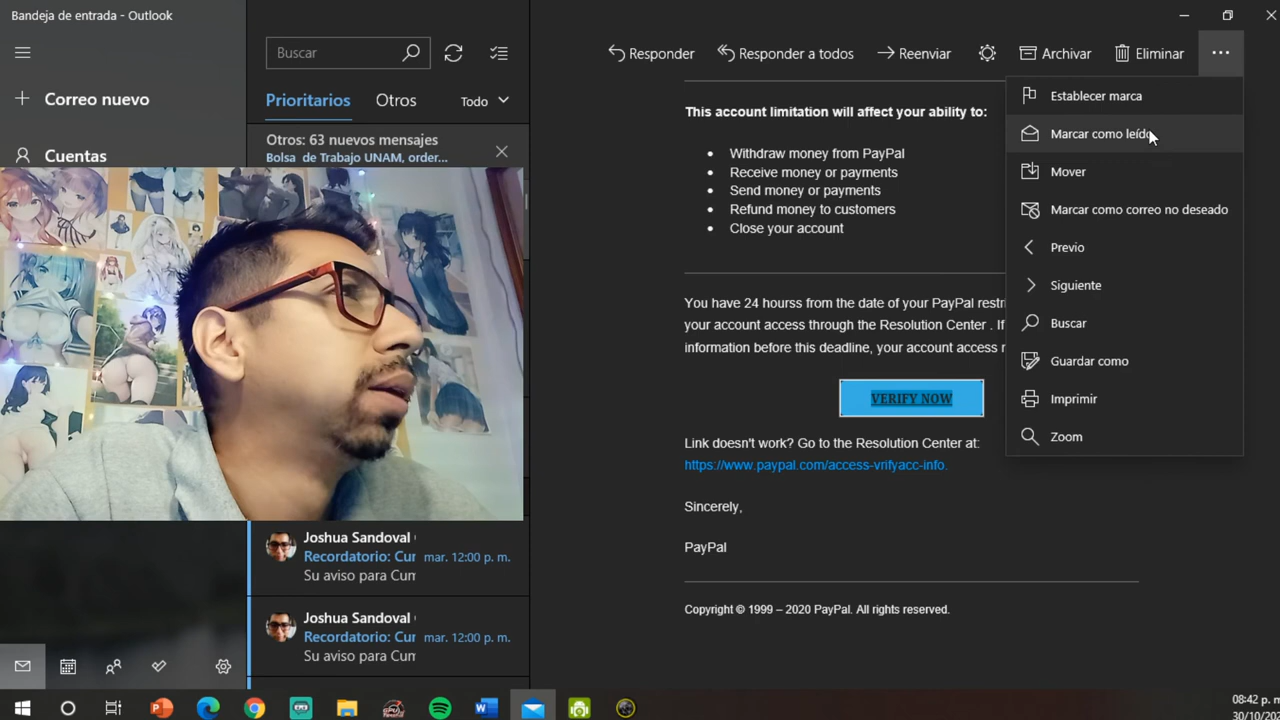 Bandeja de entrada - Outlook
Correo nuevo
Cuentas
Buscar
Prioritarios
Otros
Todo
Otros: 63 nuevos mensajes
Bolsa de Trabajo UNAM, order...
Joshua Sandoval
Recordatorio: Cur mar. 12:00 p. m.
Su aviso para Cum
Joshua Sandoval
Recordatorio: Cur mar. 12:00 p. m.
Su aviso para Cum
Responder
Responder a todos
Reenviar
Archivar
Eliminar
Establecer marca
Marcar como leído
Mover
Marcar como correo no deseado
Previo
Siguiente
Buscar
Guardar como
Imprimir
Zoom
This account limitation will affect your ability to:
Withdraw money from PayPal
Receive money or payments
Send money or payments
Refund money to customers
Close your account
You have 24 hourss from the date of your PayPal restri
your account access through the Resolution Center . If
information before this deadline, your account access r
VERIFY NOW
Link doesn't work? Go to the Resolution Center at:
https://www.paypal.com/access-vrifyacc-info.
Sincerely,
PayPal
Copyright © 1999 – 2020 PayPal. All rights reserved.
08:42 p. n
30/10/202